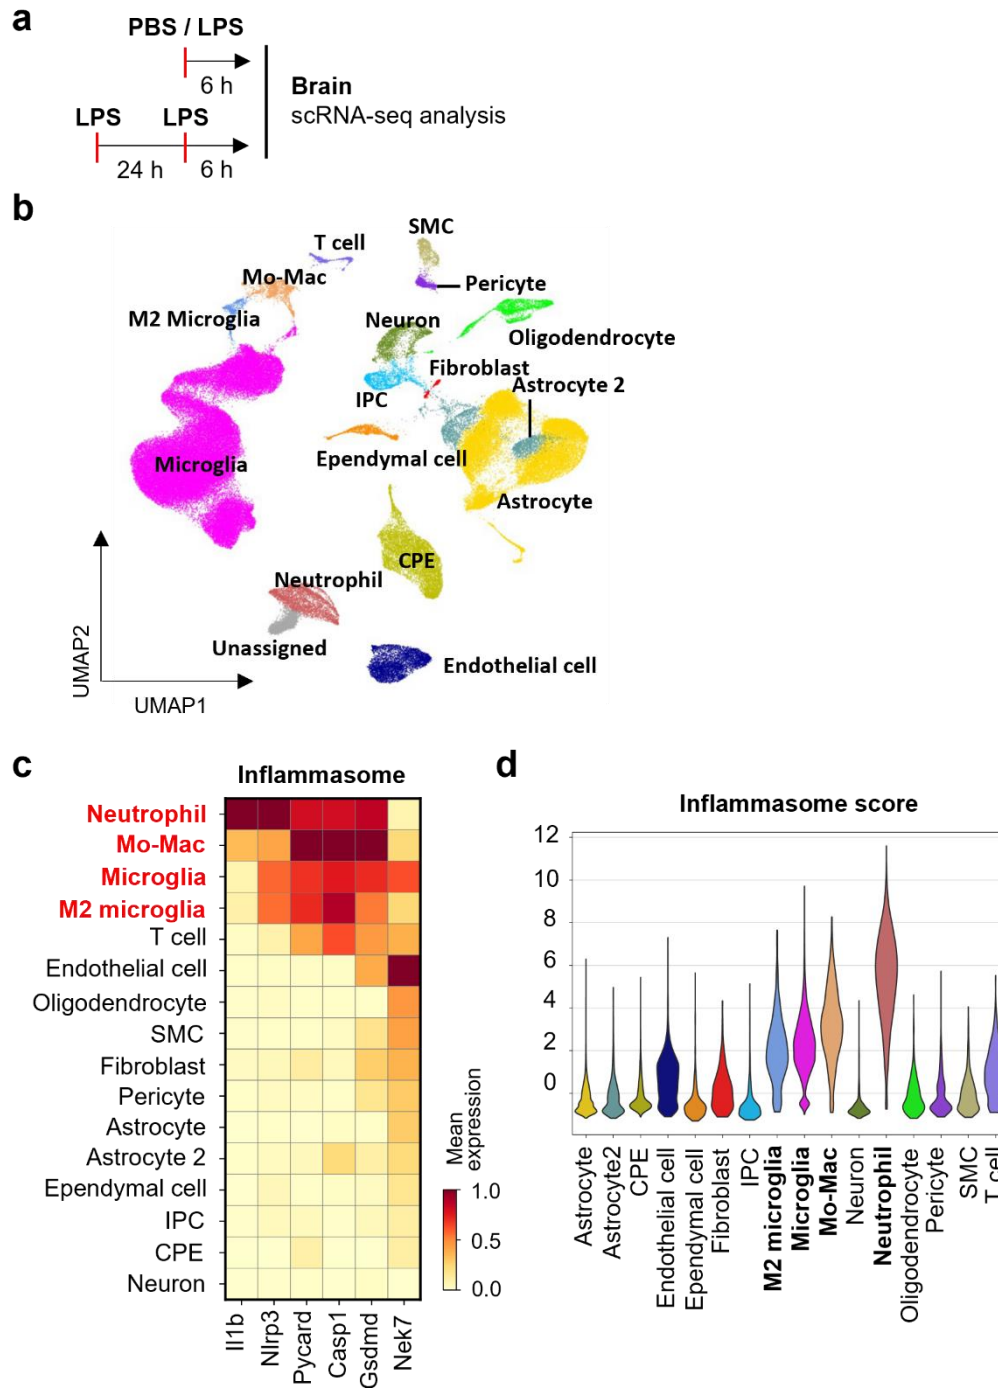 a
PBS / LPS
6 h
Brain
scRNA-seq analysis
LPS LPS
24 h 6 h
b
SMC
T cell
Mo-Mac
Pericyte
M2 Microglia
Neuron
Oligodendrocyte
Fibroblast
Astrocyte 2
IPC
Ependymal cell
Microglia
Astrocyte
CPE
Neutrophil
Unassigned
Endothelial cell
UMAP2
UMAP1
c
Inflammasome
Neutrophil
Mo-Mac
Microglia
M2 microglia
T cell
Endothelial cell
Oligodendrocyte
SMC
Fibroblast
Pericyte
Astrocyte
Astrocyte 2
Ependymal cell
IPC
CPE
Neuron
Il1b
Nlrp3
Pycard
Casp1
Gsdmd
Nek7
Mean
expression
1.0
0.5
0.0
d
Inflammasome score
12
10
8
6
4
2
0
Astrocyte
Astrocyte2
CPE
Endothelial cell
Ependymal cell
Fibroblast
IPC
M2 microglia
Microglia
Mo-Mac
Neuron
Neutrophil
Oligodendrocyte
Pericyte
SMC
T cell